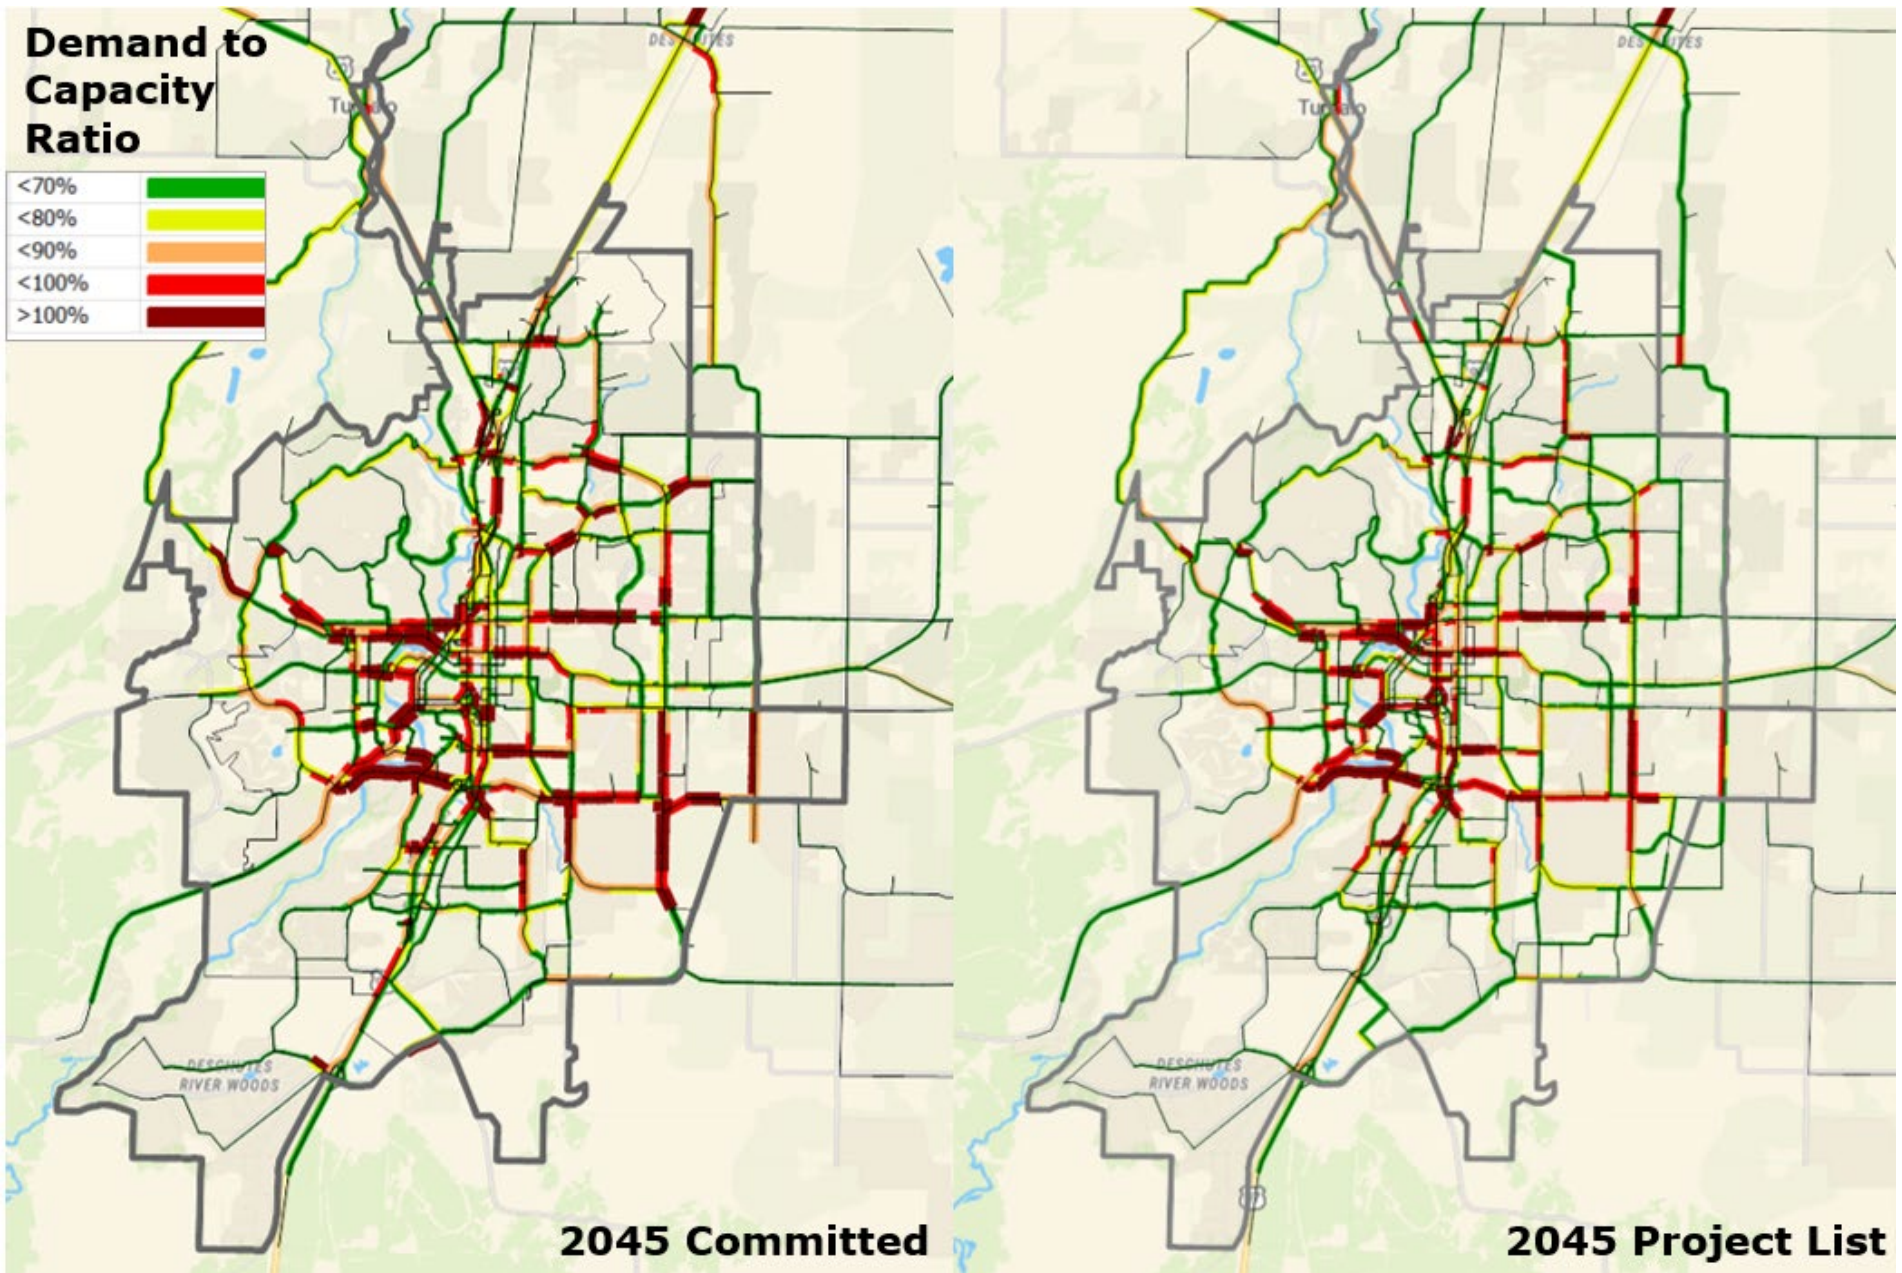 Demand to
Capacity
Ratio
<70%
<80%
<90%
<100%
>100%
DESCHUTES
RIVER WOODS
2045 Committed
DESCHUTES
RIVER WOODS
97
2045 Project List